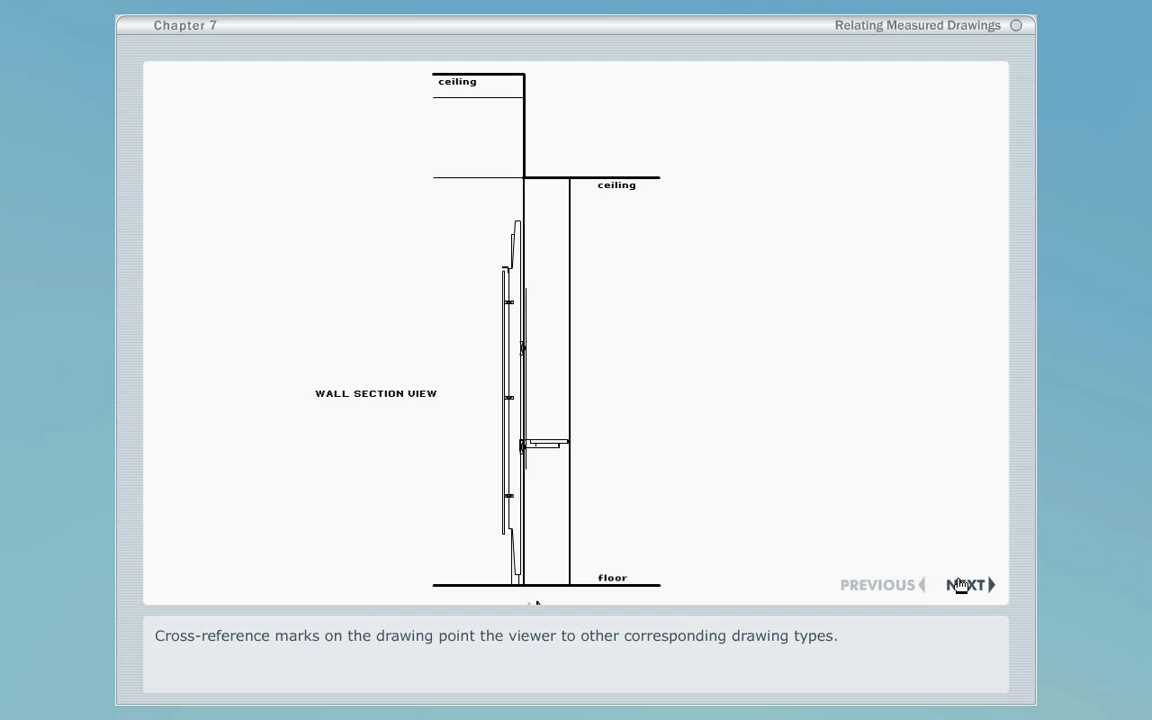 Chapter 7
Relating Measured Drawings
ceiling
ceiling
WALL SECTION VIEW
floor
PREVIOUS
NEXT
Cross-reference marks on the drawing point the viewer to other corresponding drawing types.